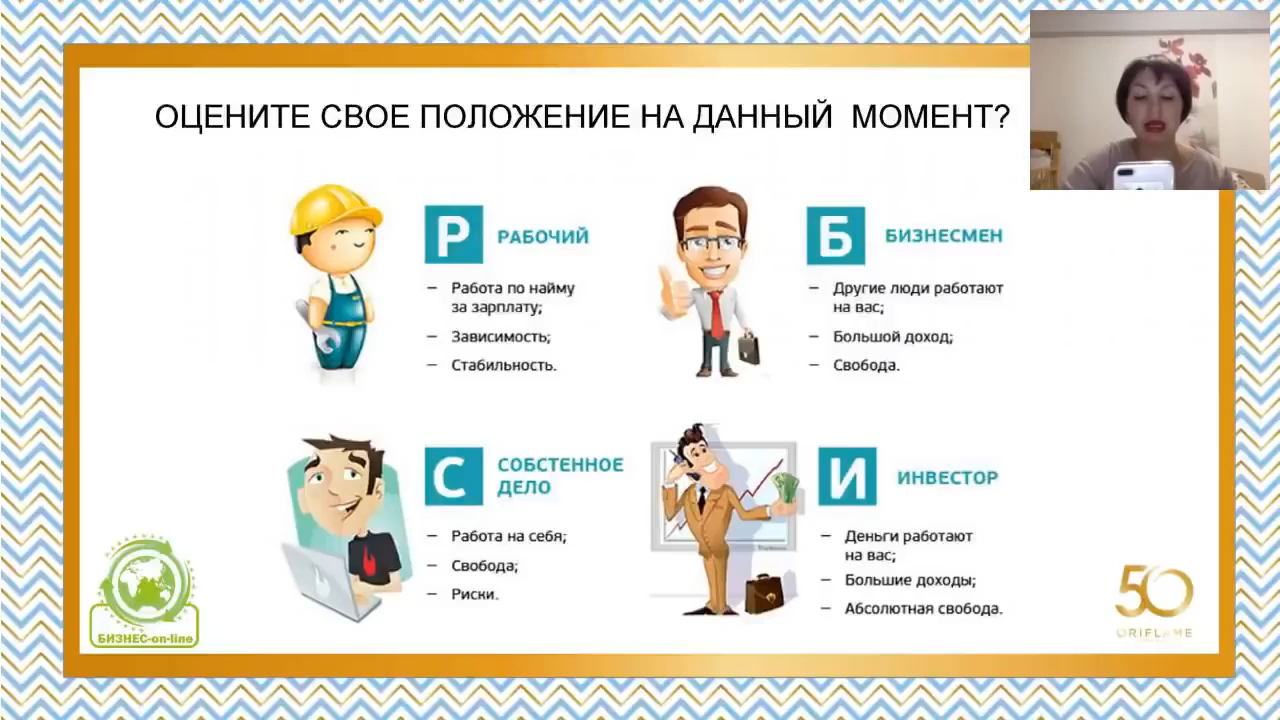 ОЦЕНИТЕ СВОЕ ПОЛОЖЕНИЕ НА ДАННЫЙ МОМЕНТ?
Р
РАБОЧИЙ
– Работа по найму
за зарплату;
– Зависимость;
– Стабильность.
Б
БИЗНЕСМЕН
– Другие люди работают
на вас;
– Большой доход;
– Свобода.
С
СОБСТЕННОЕ
ДЕЛО
– Работа на себя;
– Свобода;
– Риски.
И
ИНВЕСТОР
– Деньги работают
на вас;
– Большие доходы;
– Абсолютная свобода.
БИЗНЕС-on-line
50
ORIFLAME